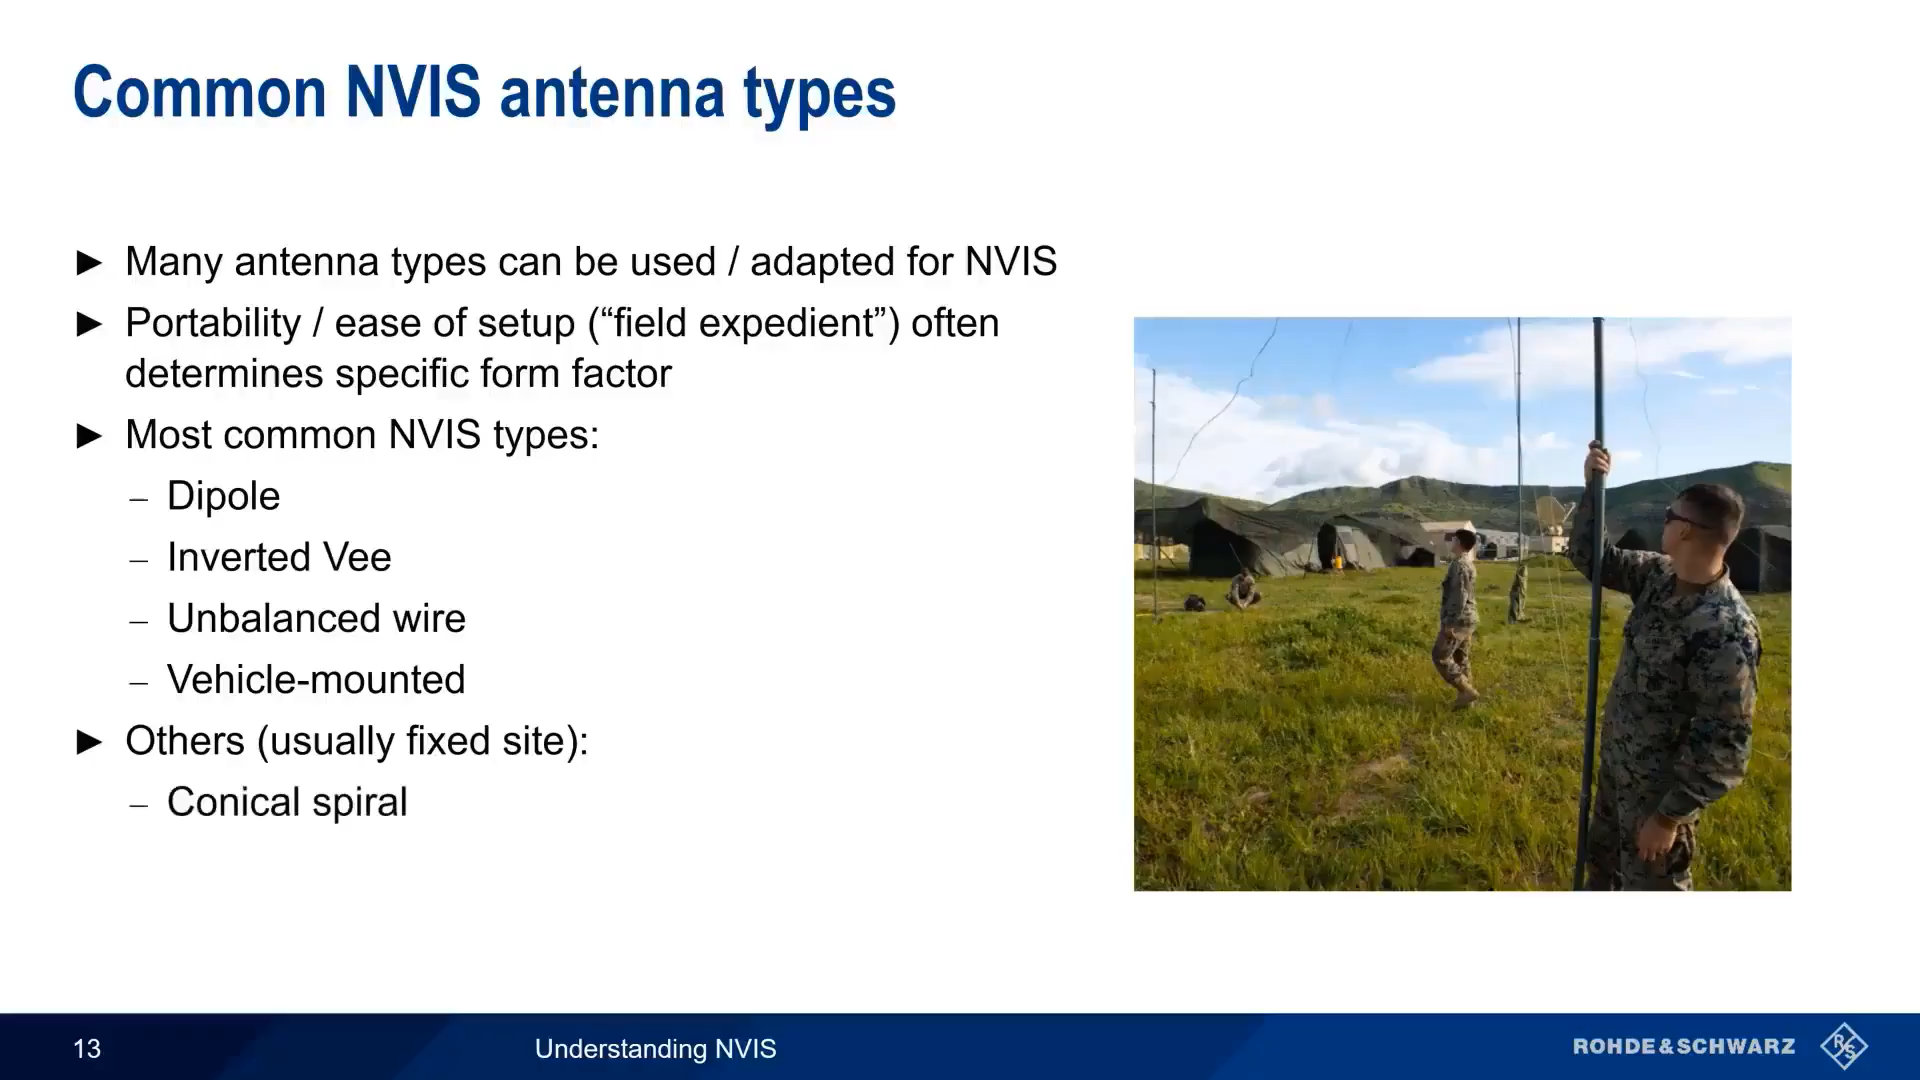 Common NVIS antenna types
► Many antenna types can be used / adapted for NVIS
► Portability / ease of setup (“field expedient”) often
determines specific form factor
► Most common NVIS types:
– Dipole
– Inverted Vee
– Unbalanced wire
– Vehicle-mounted
► Others (usually fixed site):
– Conical spiral
13
Understanding NVIS
ROHDE&SCHWARZ
R&S